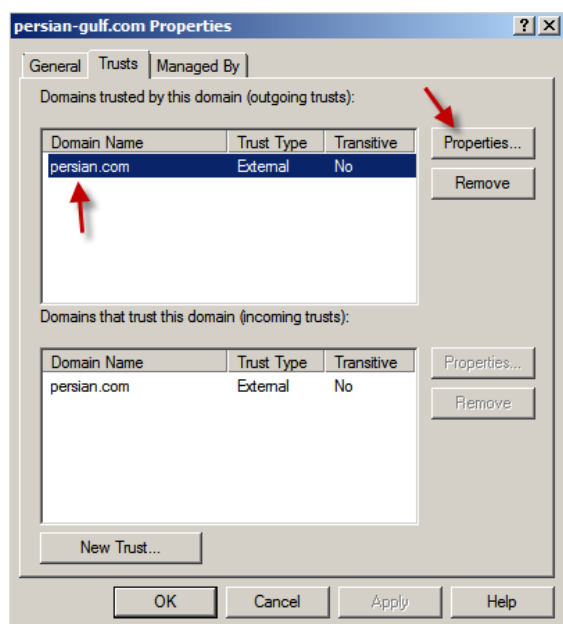 persian-gulf.com Properties
General Trusts Managed By
Domains trusted by this domain (outgoing trusts):
Domain Name Trust Type Transitive Properties...
persian.com External No
Remove
Domains that trust this domain (incoming trusts):
Domain Name Trust Type Transitive Properties...
persian.com External No
Remove
New Trust...
OK Cancel Apply Help